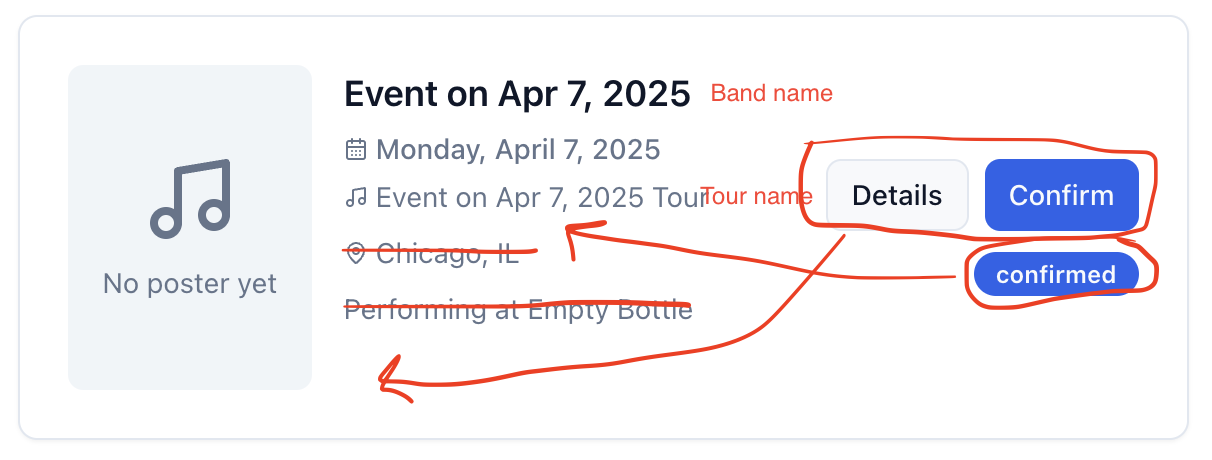 Event on Apr 7, 2025 Band name
Monday, April 7, 2025
Event on Apr 7, 2025 Tour Tour name
Details Confirm
Chicago, IL
confirmed
No poster yet
Performing at Empty Bottle